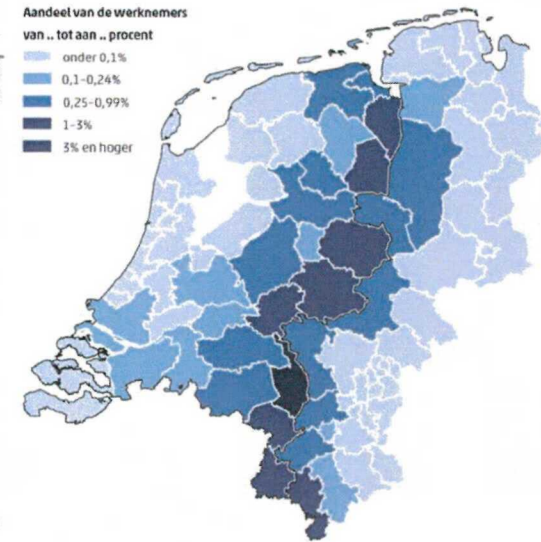 Aandeel van de werknemers
van .. tot aan .. procent
onder 0,1%
0,1-0,24%
0,25-0,99%
1-3%
3% en hoger